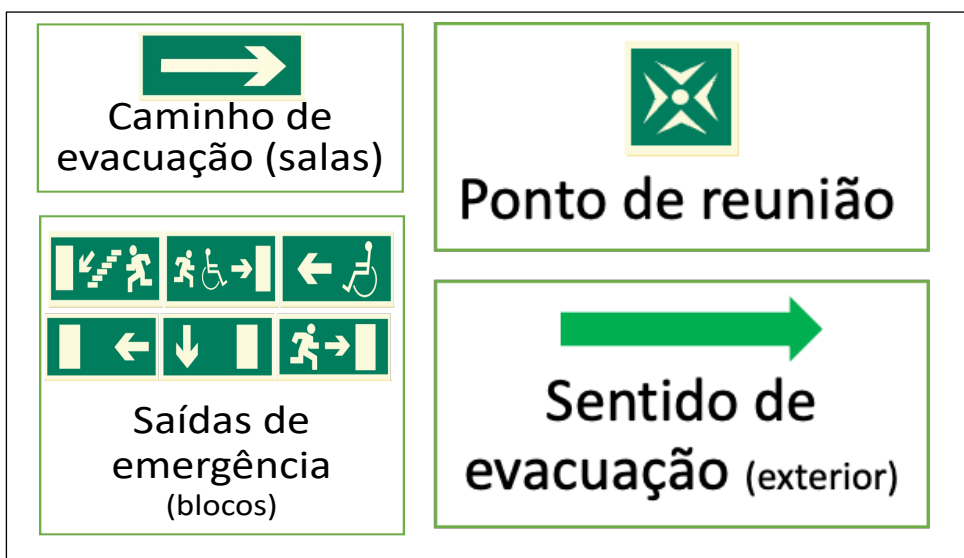 Caminho de
evacuação (salas)
Ponto de reunião
Saídas de
emergência
(blocos)
Sentido de
evacuação (exterior)